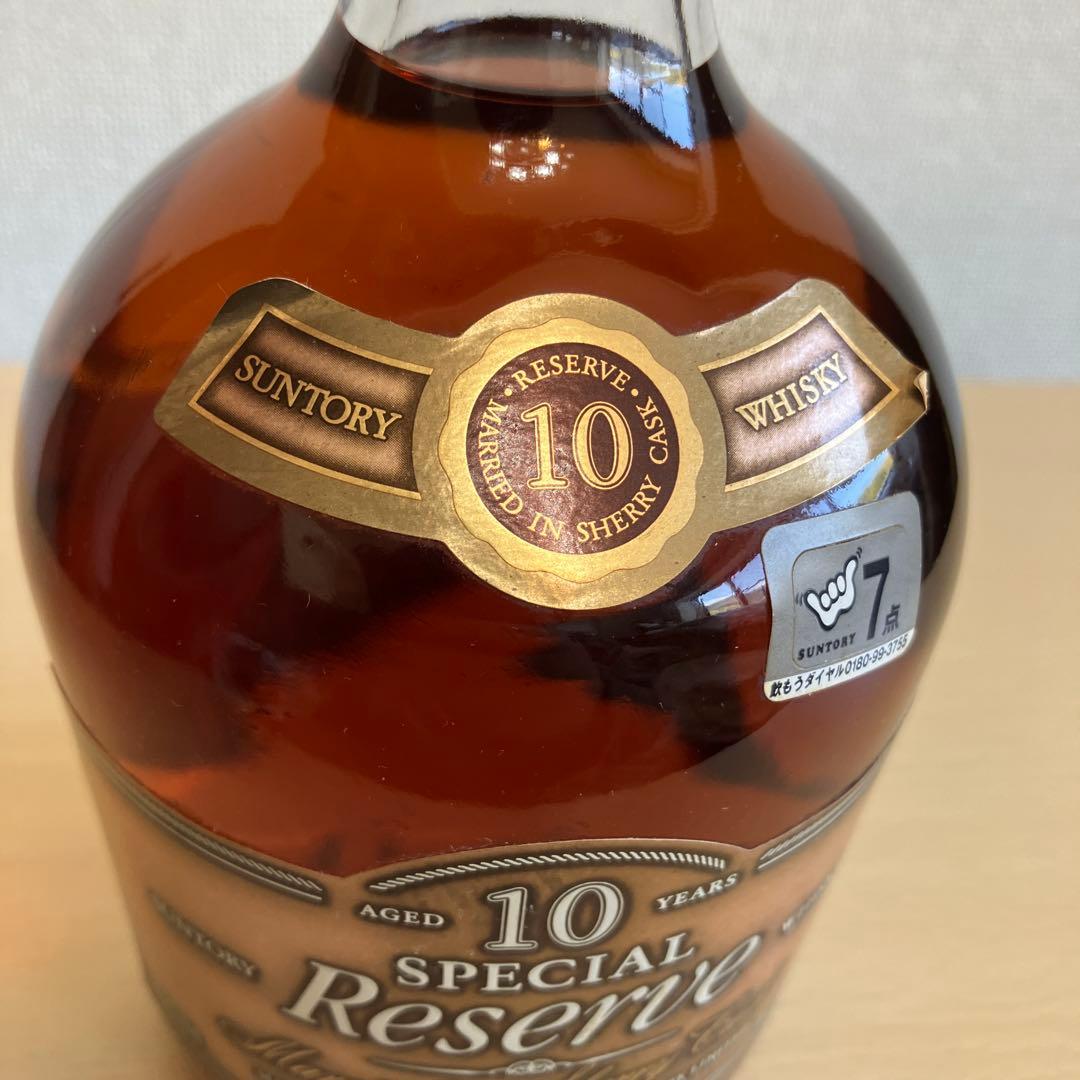 SUNTORY
· RESERVE ·
10
MARRIED IN SHERRY CASK
WHISKY
7点
SUNTORY
飲もうダイヤル0180-99-3755
AGED 10 YEARS
SPECIAL
Reserve